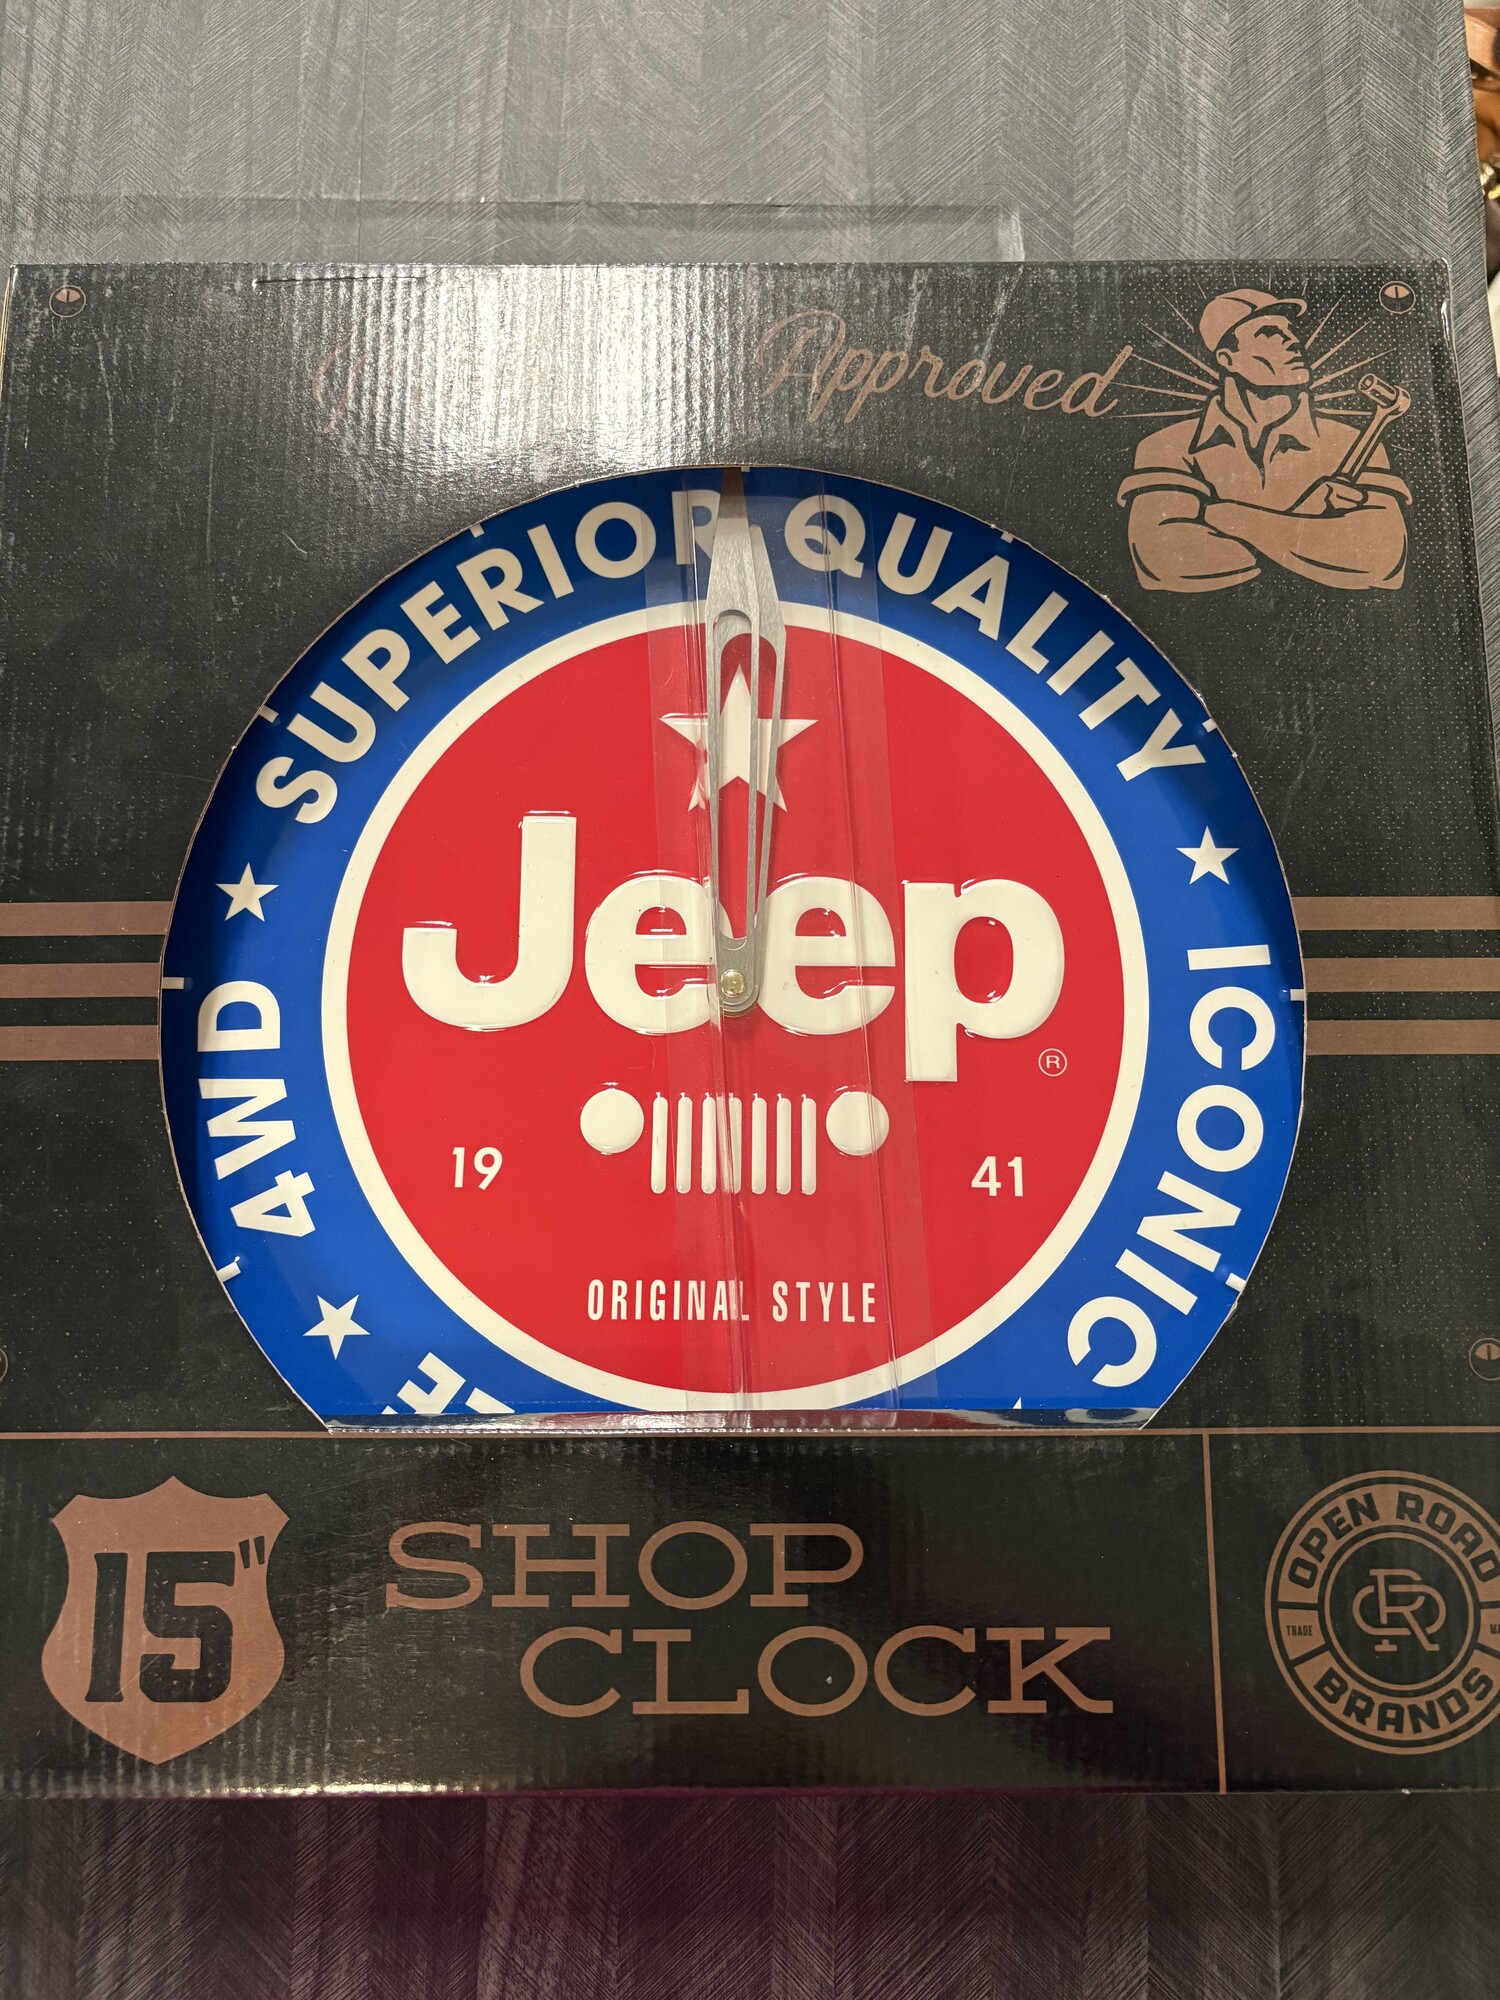 Approved
SUPERIOR QUALITY
4WD
ICONIC
Jeep
®
19 41
ORIGINAL STYLE
15"
SHOP
CLOCK
OPEN ROAD
OR
TRADE
BRANDS